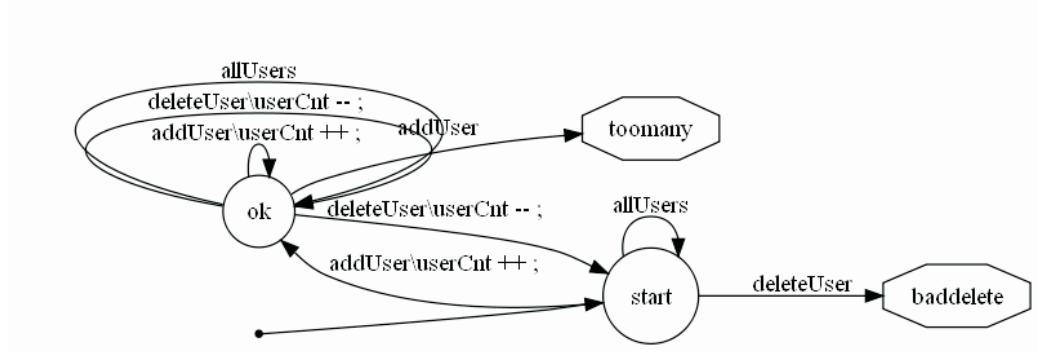 allUsers
deleteUser\userCnt -- ;
addUser\userCnt ++ ;
addUser
toomany
ok
deleteUser\userCnt -- ;
allUsers
addUser\userCnt ++ ;
deleteUser
start
baddelete